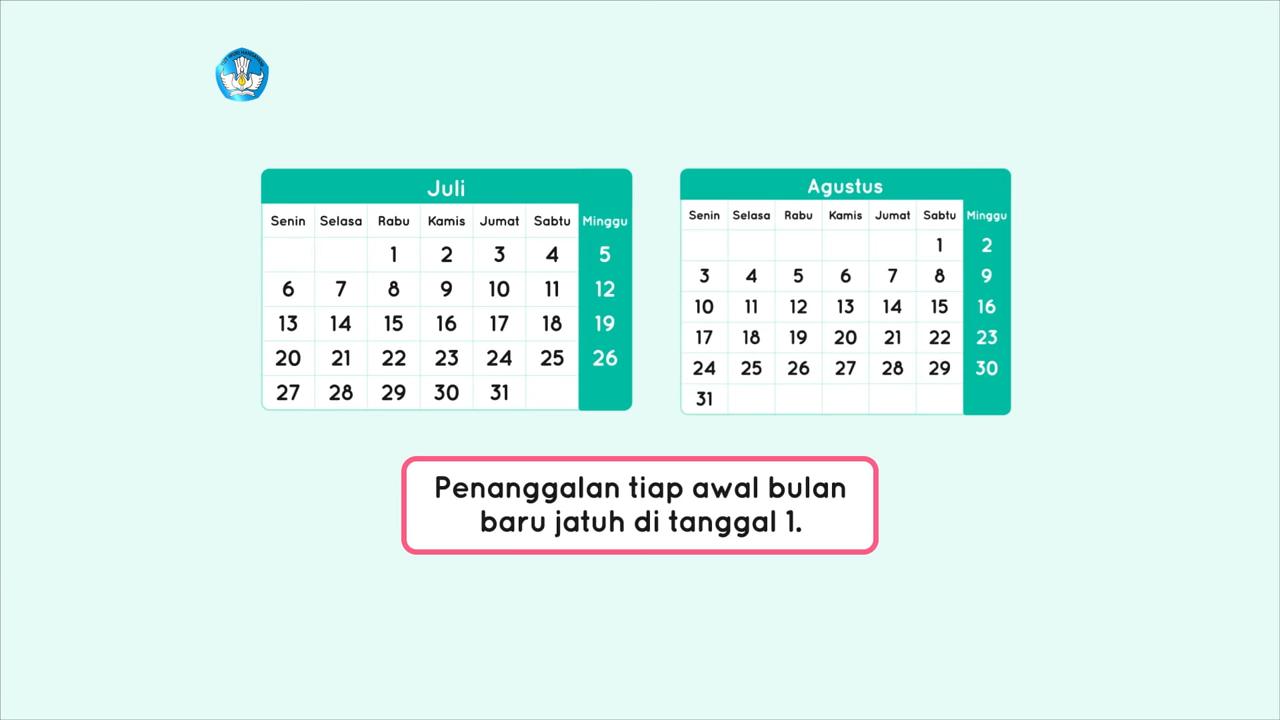 Juli
Senin Selasa Rabu Kamis Jumat Sabtu Minggu
1 2 3 4 5
6 7 8 9 10 11 12
13 14 15 16 17 18 19
20 21 22 23 24 25 26
27 28 29 30 31
Agustus
Senin Selasa Rabu Kamis Jumat Sabtu Minggu
1 2
3 4 5 6 7 8 9
10 11 12 13 14 15 16
17 18 19 20 21 22 23
24 25 26 27 28 29 30
31
Penanggalan tiap awal bulan
baru jatuh di tanggal 1.